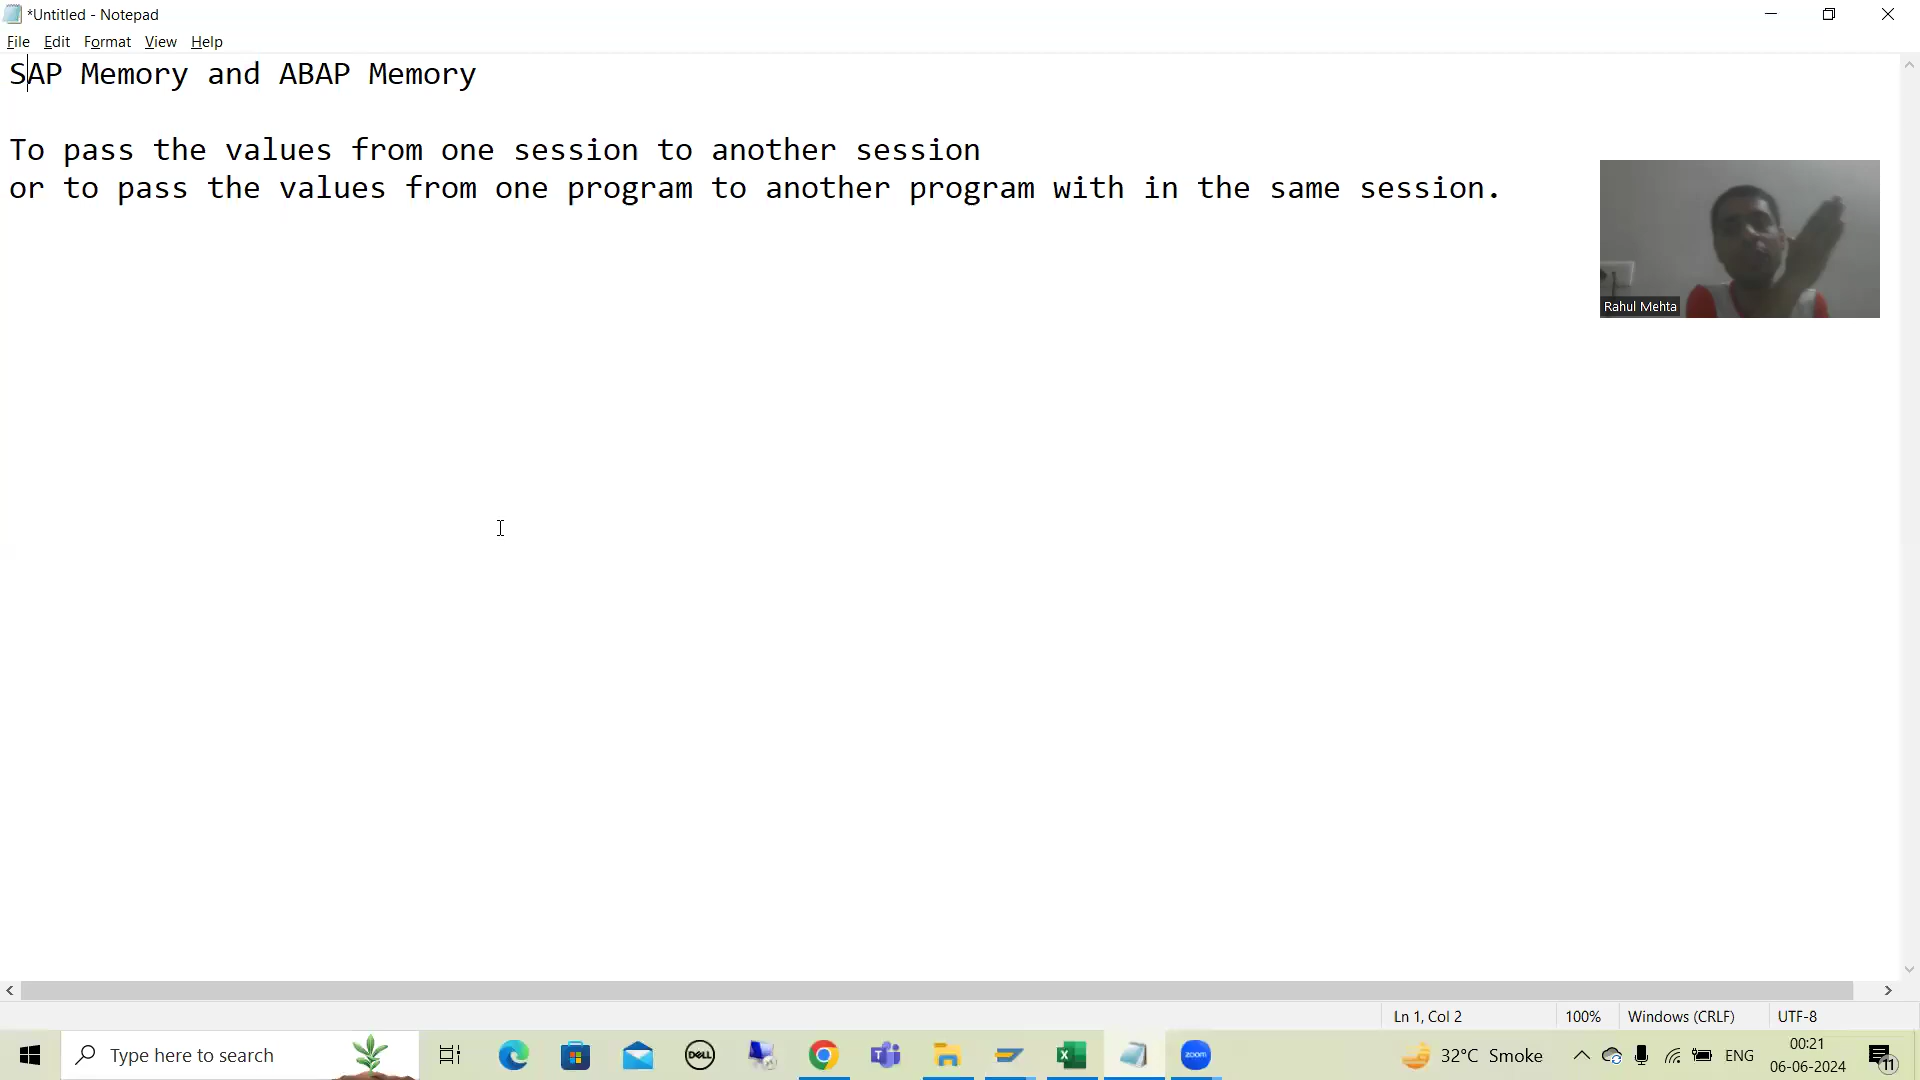 *Untitled - Notepad
File Edit Format View Help
SAP Memory and ABAP Memory
To pass the values from one session to another session
or to pass the values from one program to another program with in the same session.
Rahul Mehta
Ln 1, Col 2 100% Windows (CRLF) UTF-8
Type here to search
DELL
zoom
32°C Smoke
ENG
00:21
06-06-2024
11